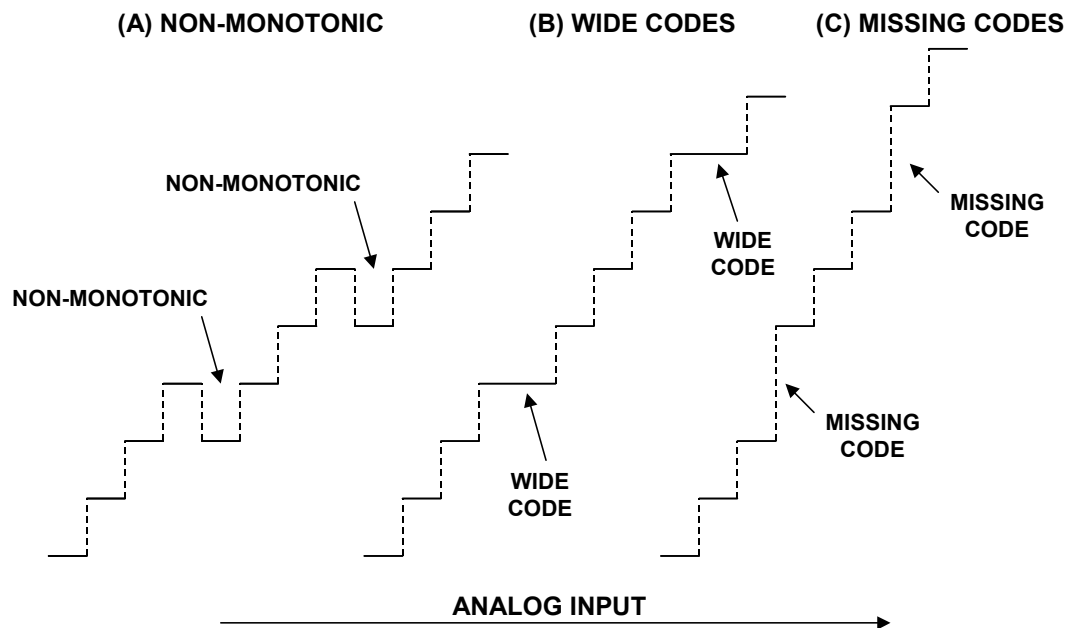 (A) NON-MONOTONIC
(B) WIDE CODES
(C) MISSING CODES
NON-MONOTONIC
NON-MONOTONIC
WIDE
CODE
WIDE
CODE
MISSING
CODE
MISSING
CODE
ANALOG INPUT